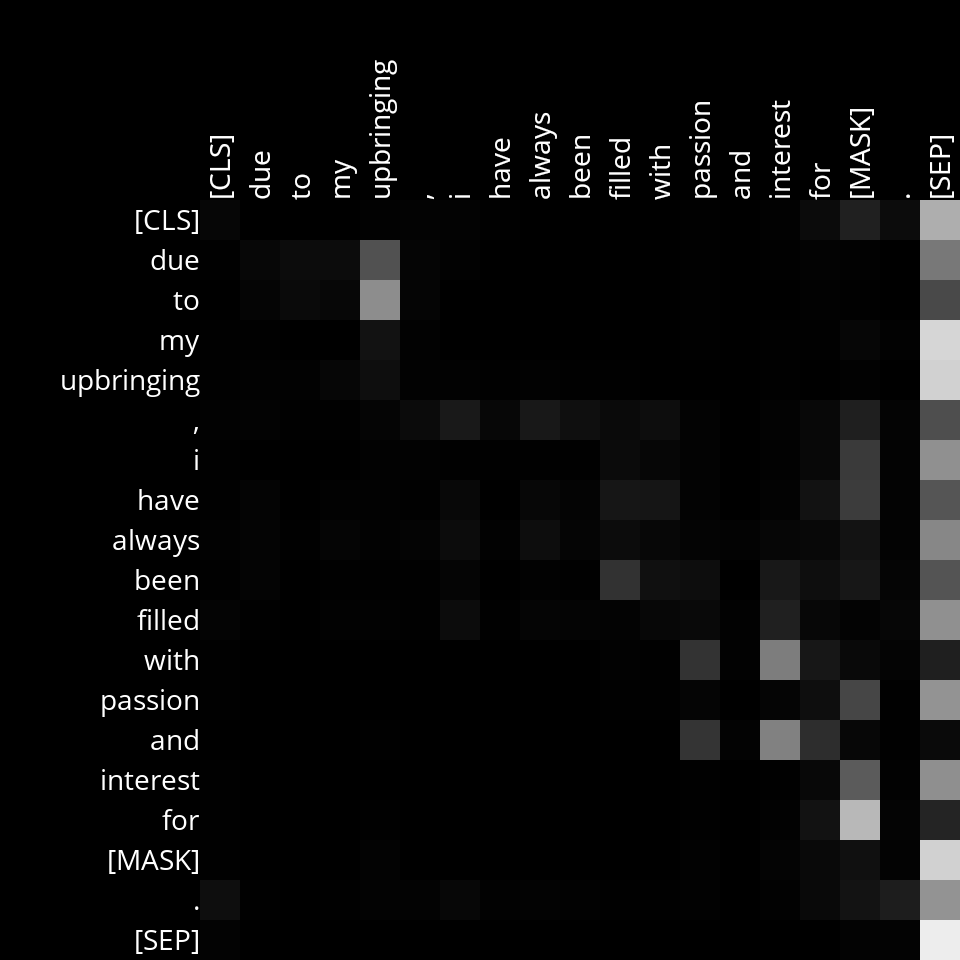 [CLS] due to my upbringing , i have always been filled with passion and interest for [MASK] . [SEP]
[CLS]
due
to
my
upbringing
,
i
have
always
been
filled
with
passion
and
interest
for
[MASK]
.
[SEP]